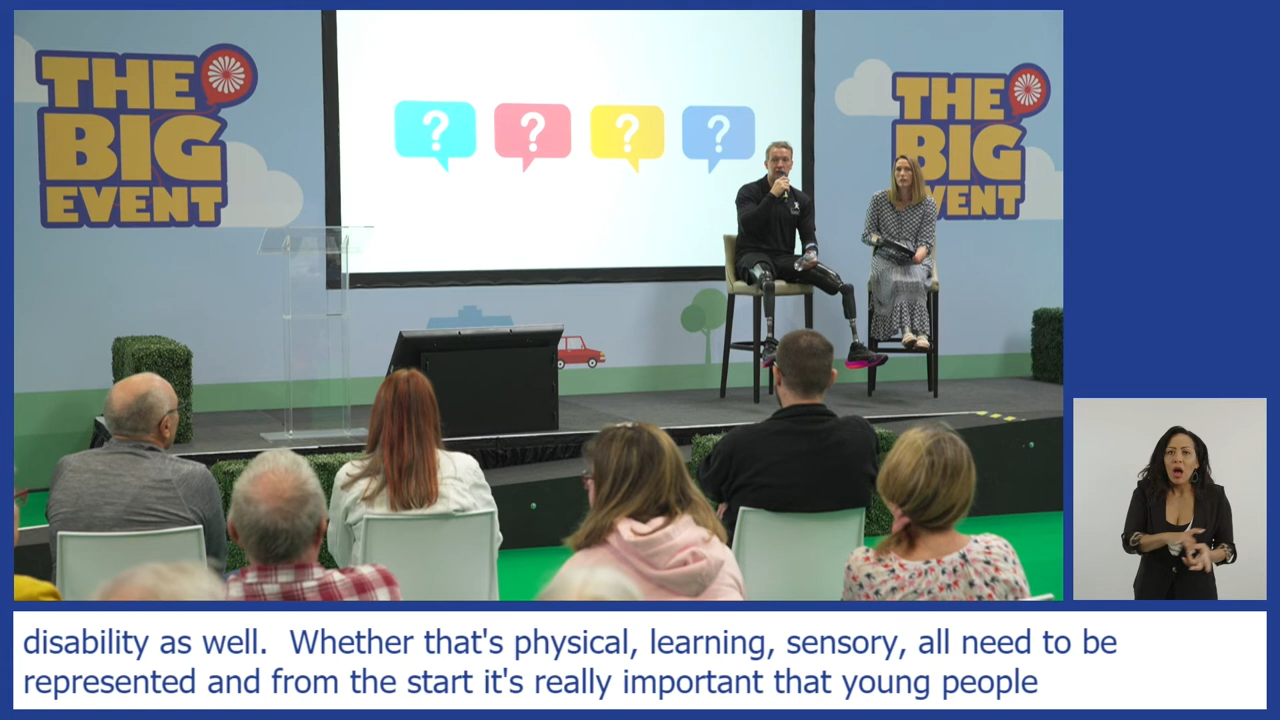 THE
BIG
EVENT
? ? ? ?
THE
BIG
EVENT
disability as well.  Whether that's physical, learning, sensory, all need to be
represented and from the start it's really important that young people